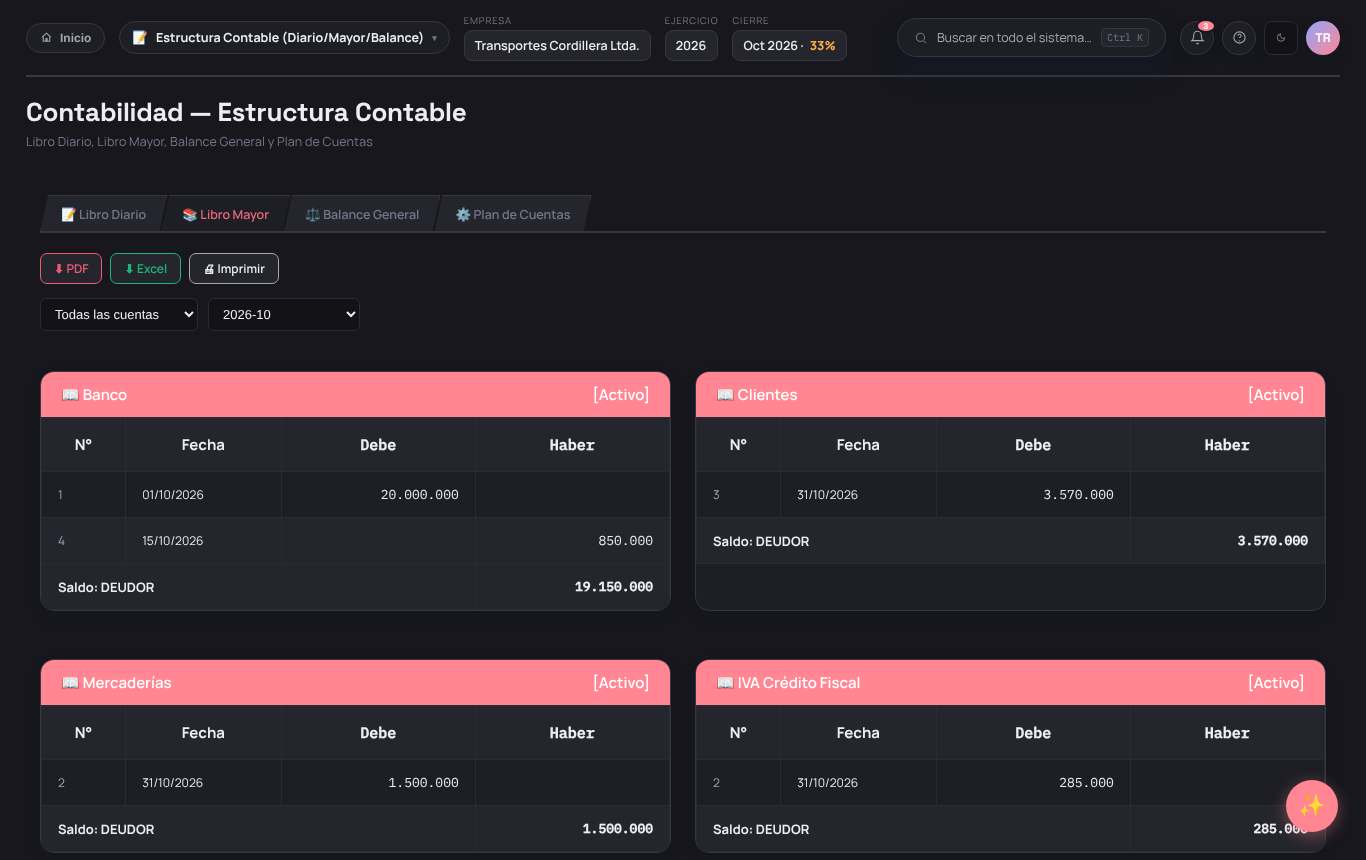 Inicio
Estructura Contable (Diario/Mayor/Balance)
EMPRESA
Transportes Cordillera Ltda.
EJERCICIO
2026
CIERRE
Oct 2026 · 33%
Buscar en todo el sistema... Ctrl K
3
TR
Contabilidad — Estructura Contable
Libro Diario, Libro Mayor, Balance General y Plan de Cuentas
Libro Diario
Libro Mayor
Balance General
Plan de Cuentas
PDF
Excel
Imprimir
Todas las cuentas
2026-10
Banco [Activo]
N° Fecha Debe Haber
1 01/10/2026 20.000.000
4 15/10/2026 850.000
Saldo: DEUDOR 19.150.000
Clientes [Activo]
N° Fecha Debe Haber
3 31/10/2026 3.570.000
Saldo: DEUDOR 3.570.000
Mercaderías [Activo]
N° Fecha Debe Haber
2 31/10/2026 1.500.000
Saldo: DEUDOR 1.500.000
IVA Crédito Fiscal [Activo]
N° Fecha Debe Haber
2 31/10/2026 285.000
Saldo: DEUDOR 285.000